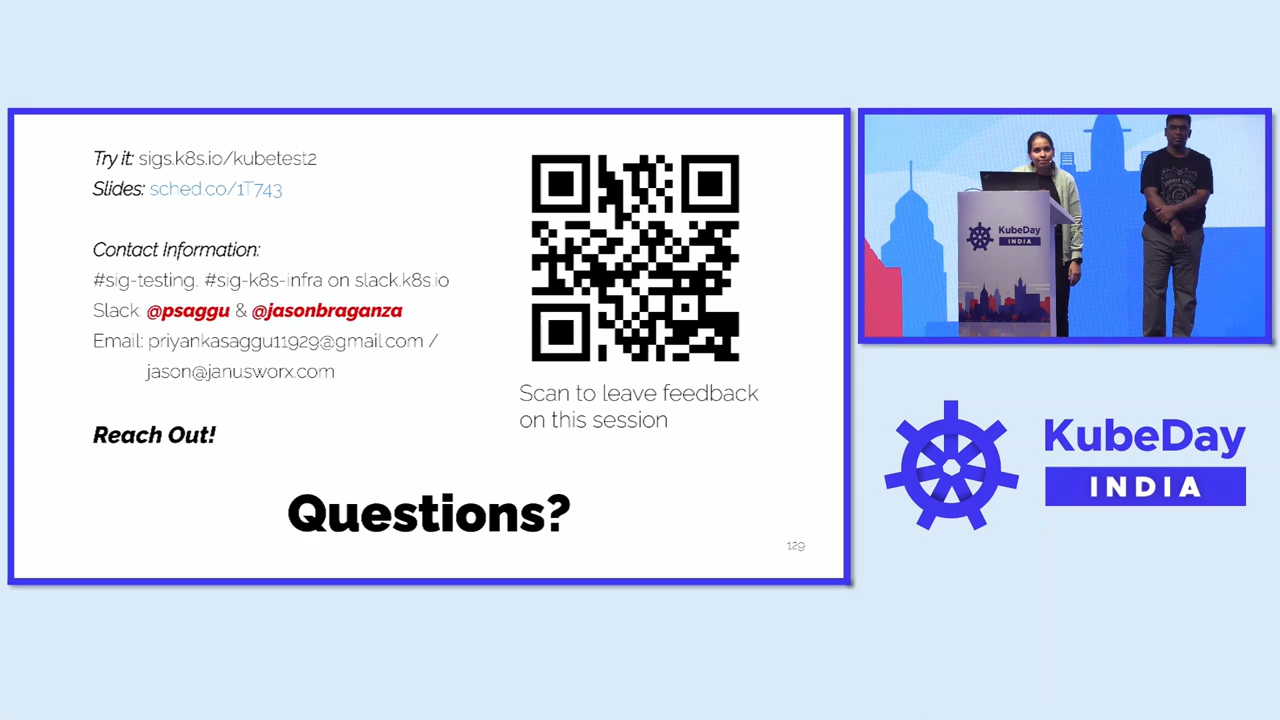 Try it: sigs.k8s.io/kubetest2
Slides: sched.co/1T743
Contact Information:
#sig-testing, #sig-k8s-infra on slack.k8s.io
Slack: @psaggu & @jasonbraganza
Email: priyankasaggu11929@gmail.com /
jason@janusworx.com
Reach Out!
Scan to leave feedback
on this session
Questions?
129
KubeDay
INDIA
KubeDay
INDIA